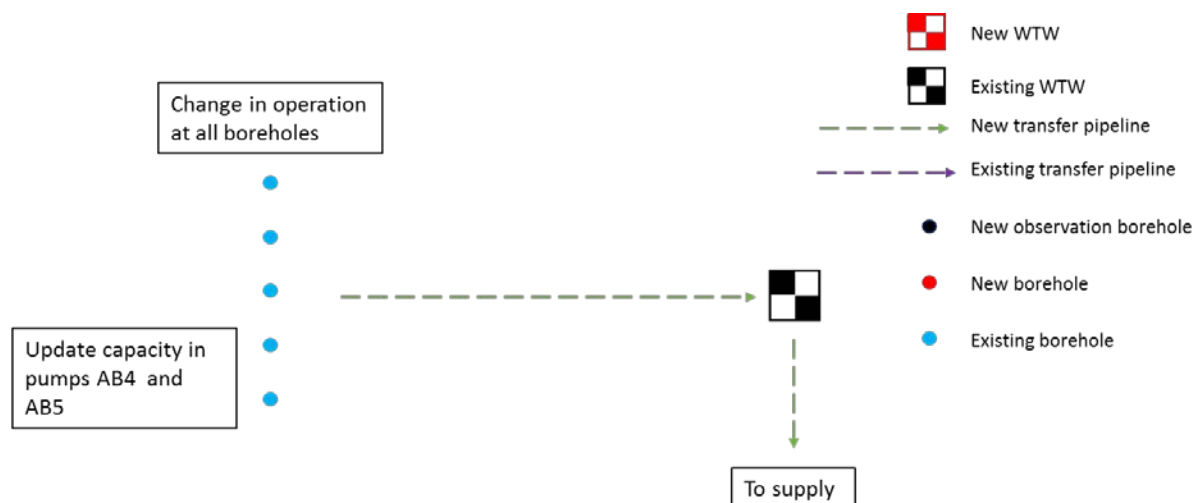 Change in operation
at all boreholes
Update capacity in
pumps AB4 and
AB5
To supply
New WTW
Existing WTW
New transfer pipeline
Existing transfer pipeline
New observation borehole
New borehole
Existing borehole